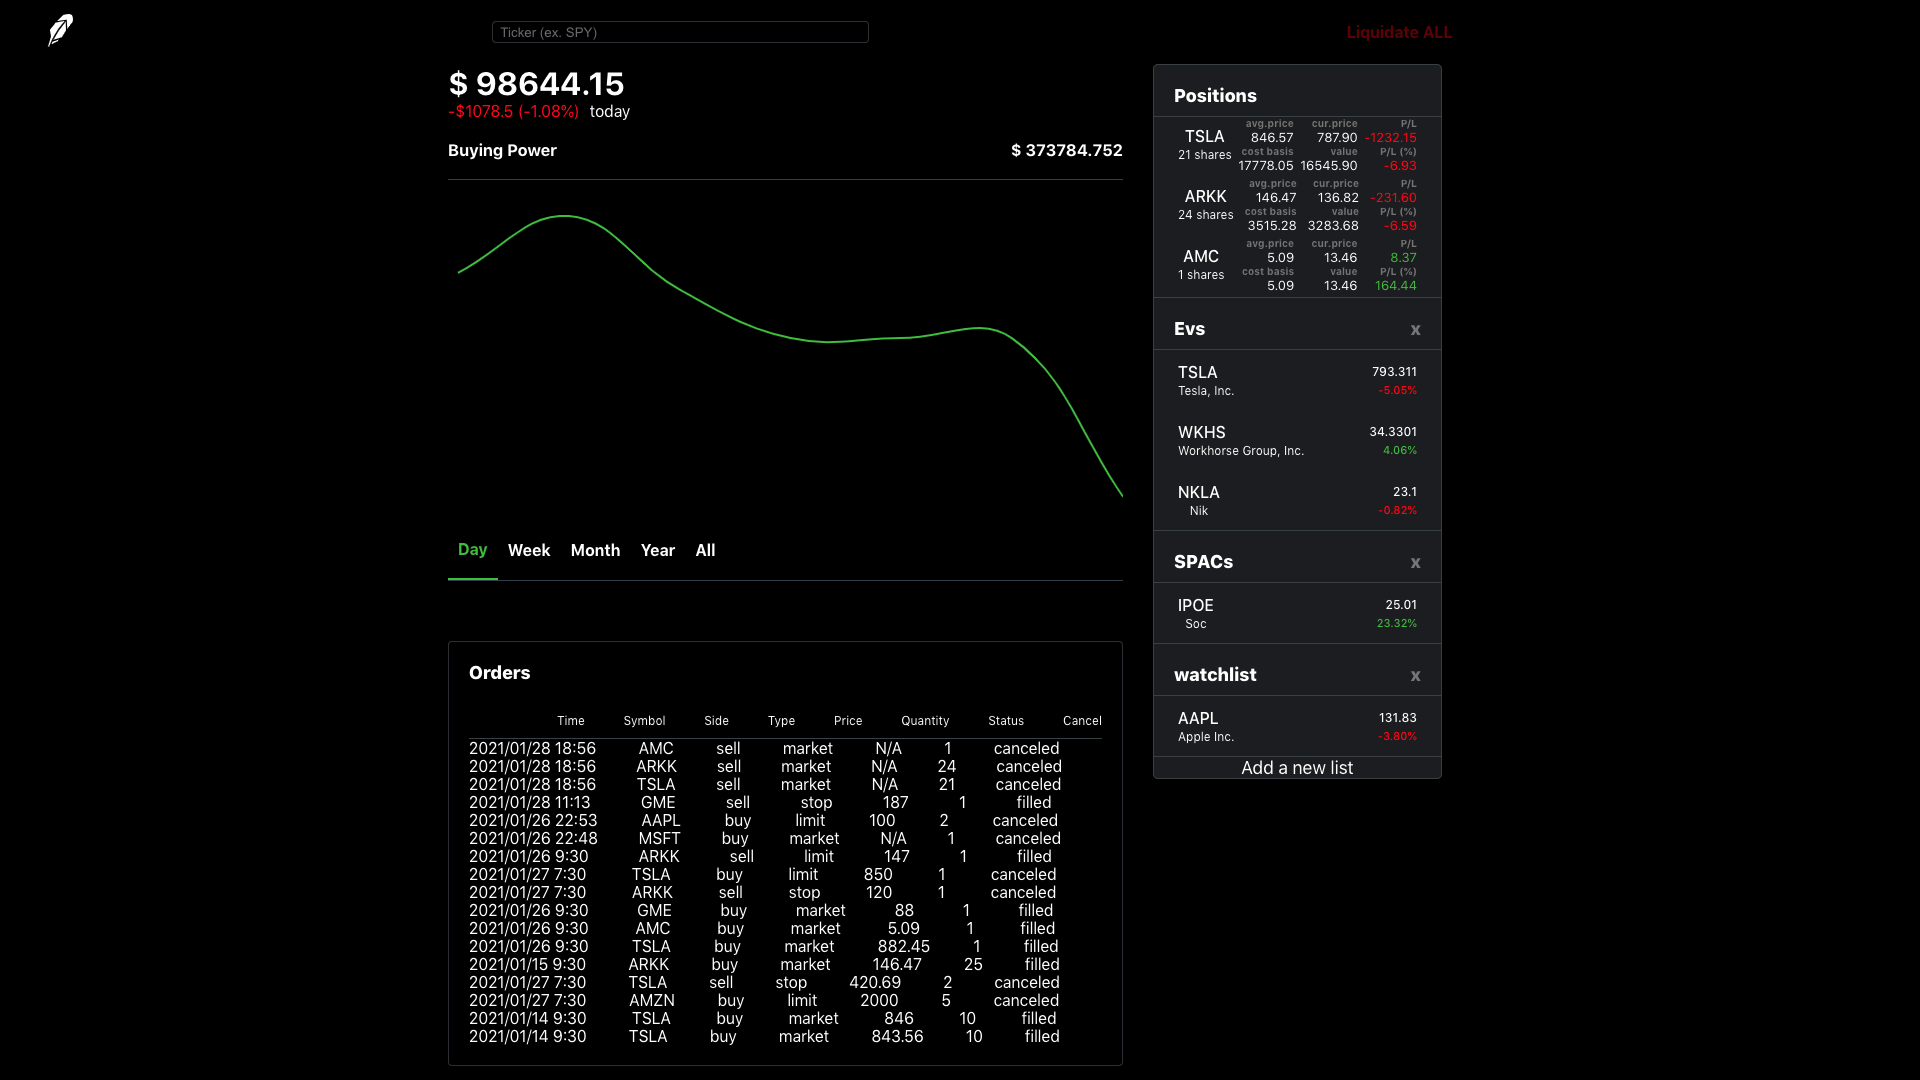 Ticker (ex. SPY)
Liquidate ALL
$ 98644.15
-$1078.5 (-1.08%) today
Buying Power $ 373784.752
Day Week Month Year All
Orders
Time Symbol Side Type Price Quantity Status Cancel
2021/01/28 18:56 AMC sell market N/A 1 canceled
2021/01/28 18:56 ARKK sell market N/A 24 canceled
2021/01/28 18:56 TSLA sell market N/A 21 canceled
2021/01/28 11:13 GME sell stop 187 1 filled
2021/01/26 22:53 AAPL buy limit 100 2 canceled
2021/01/26 22:48 MSFT buy market N/A 1 canceled
2021/01/26 9:30 ARKK sell limit 147 1 filled
2021/01/27 7:30 TSLA buy limit 850 1 canceled
2021/01/27 7:30 ARKK sell stop 120 1 canceled
2021/01/26 9:30 GME buy market 88 1 filled
2021/01/26 9:30 AMC buy market 5.09 1 filled
2021/01/26 9:30 TSLA buy market 882.45 1 filled
2021/01/15 9:30 ARKK buy market 146.47 25 filled
2021/01/27 7:30 TSLA sell stop 420.69 2 canceled
2021/01/27 7:30 AMZN buy limit 2000 5 canceled
2021/01/14 9:30 TSLA buy market 846 10 filled
2021/01/14 9:30 TSLA buy market 843.56 10 filled
Positions
avg.price cur.price P/L
TSLA 846.57 787.90 -1232.15
21 shares cost basis value P/L (%)
17778.05 16545.90 -6.93
avg.price cur.price P/L
ARKK 146.47 136.82 -231.60
24 shares cost basis value P/L (%)
3515.28 3283.68 -6.59
avg.price cur.price P/L
AMC 5.09 13.46 8.37
1 shares cost basis value P/L (%)
5.09 13.46 164.44
Evs x
TSLA 793.311
Tesla, Inc. -5.05%
WKHS 34.3301
Workhorse Group, Inc. 4.06%
NKLA 23.1
Nik -0.82%
SPACs x
IPOE 25.01
Soc 23.32%
watchlist x
AAPL 131.83
Apple Inc. -3.80%
Add a new list